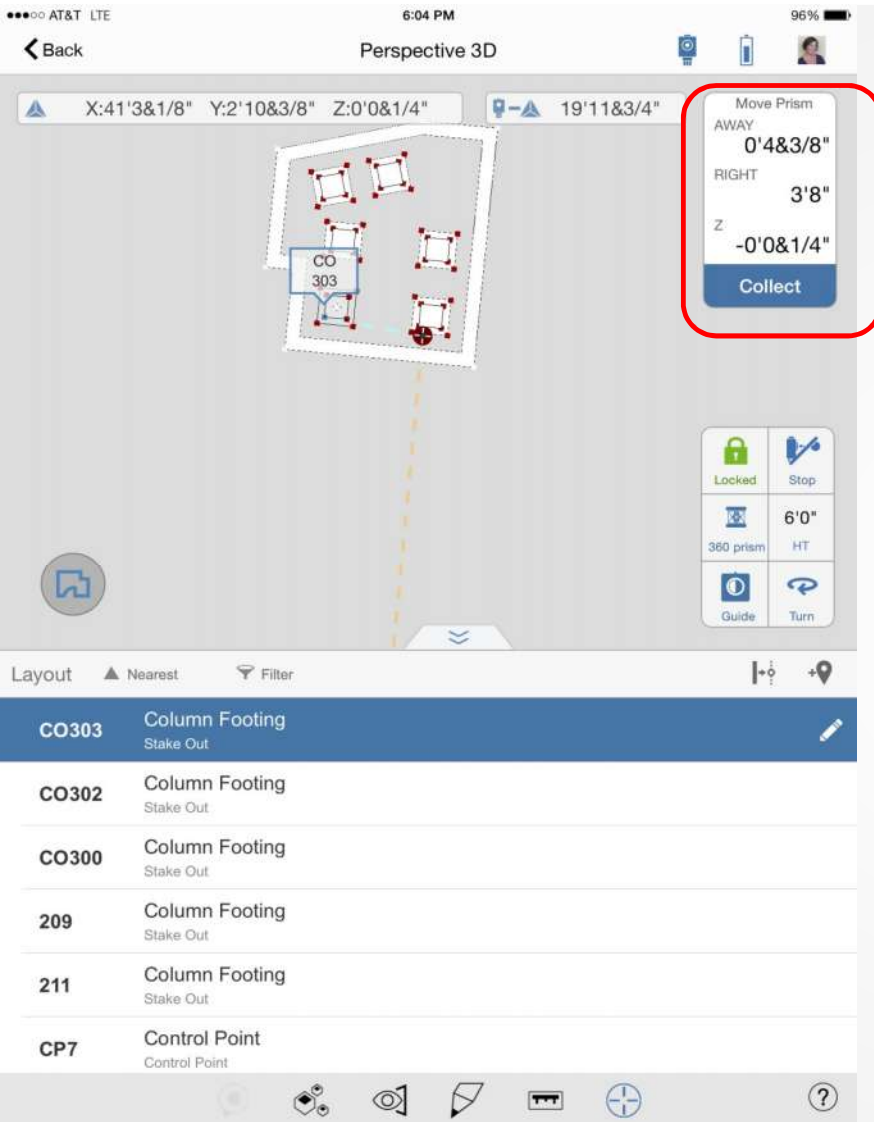 AT&T LTE 6:04 PM 96%
Back Perspective 3D
X:41'3&1/8" Y:2'10&3/8" Z:0'0&1/4" 19'11&3/4"
Move Prism
AWAY
0'4&3/8"
RIGHT
3'8"
Z
-0'0&1/4"
Collect
CO
303
Locked Stop
6'0"
360 prism HT
Guide Turn
Layout Nearest Filter
CO303 Column Footing
Stake Out
CO302 Column Footing
Stake Out
CO300 Column Footing
Stake Out
209 Column Footing
Stake Out
211 Column Footing
Stake Out
CP7 Control Point
Control Point
?